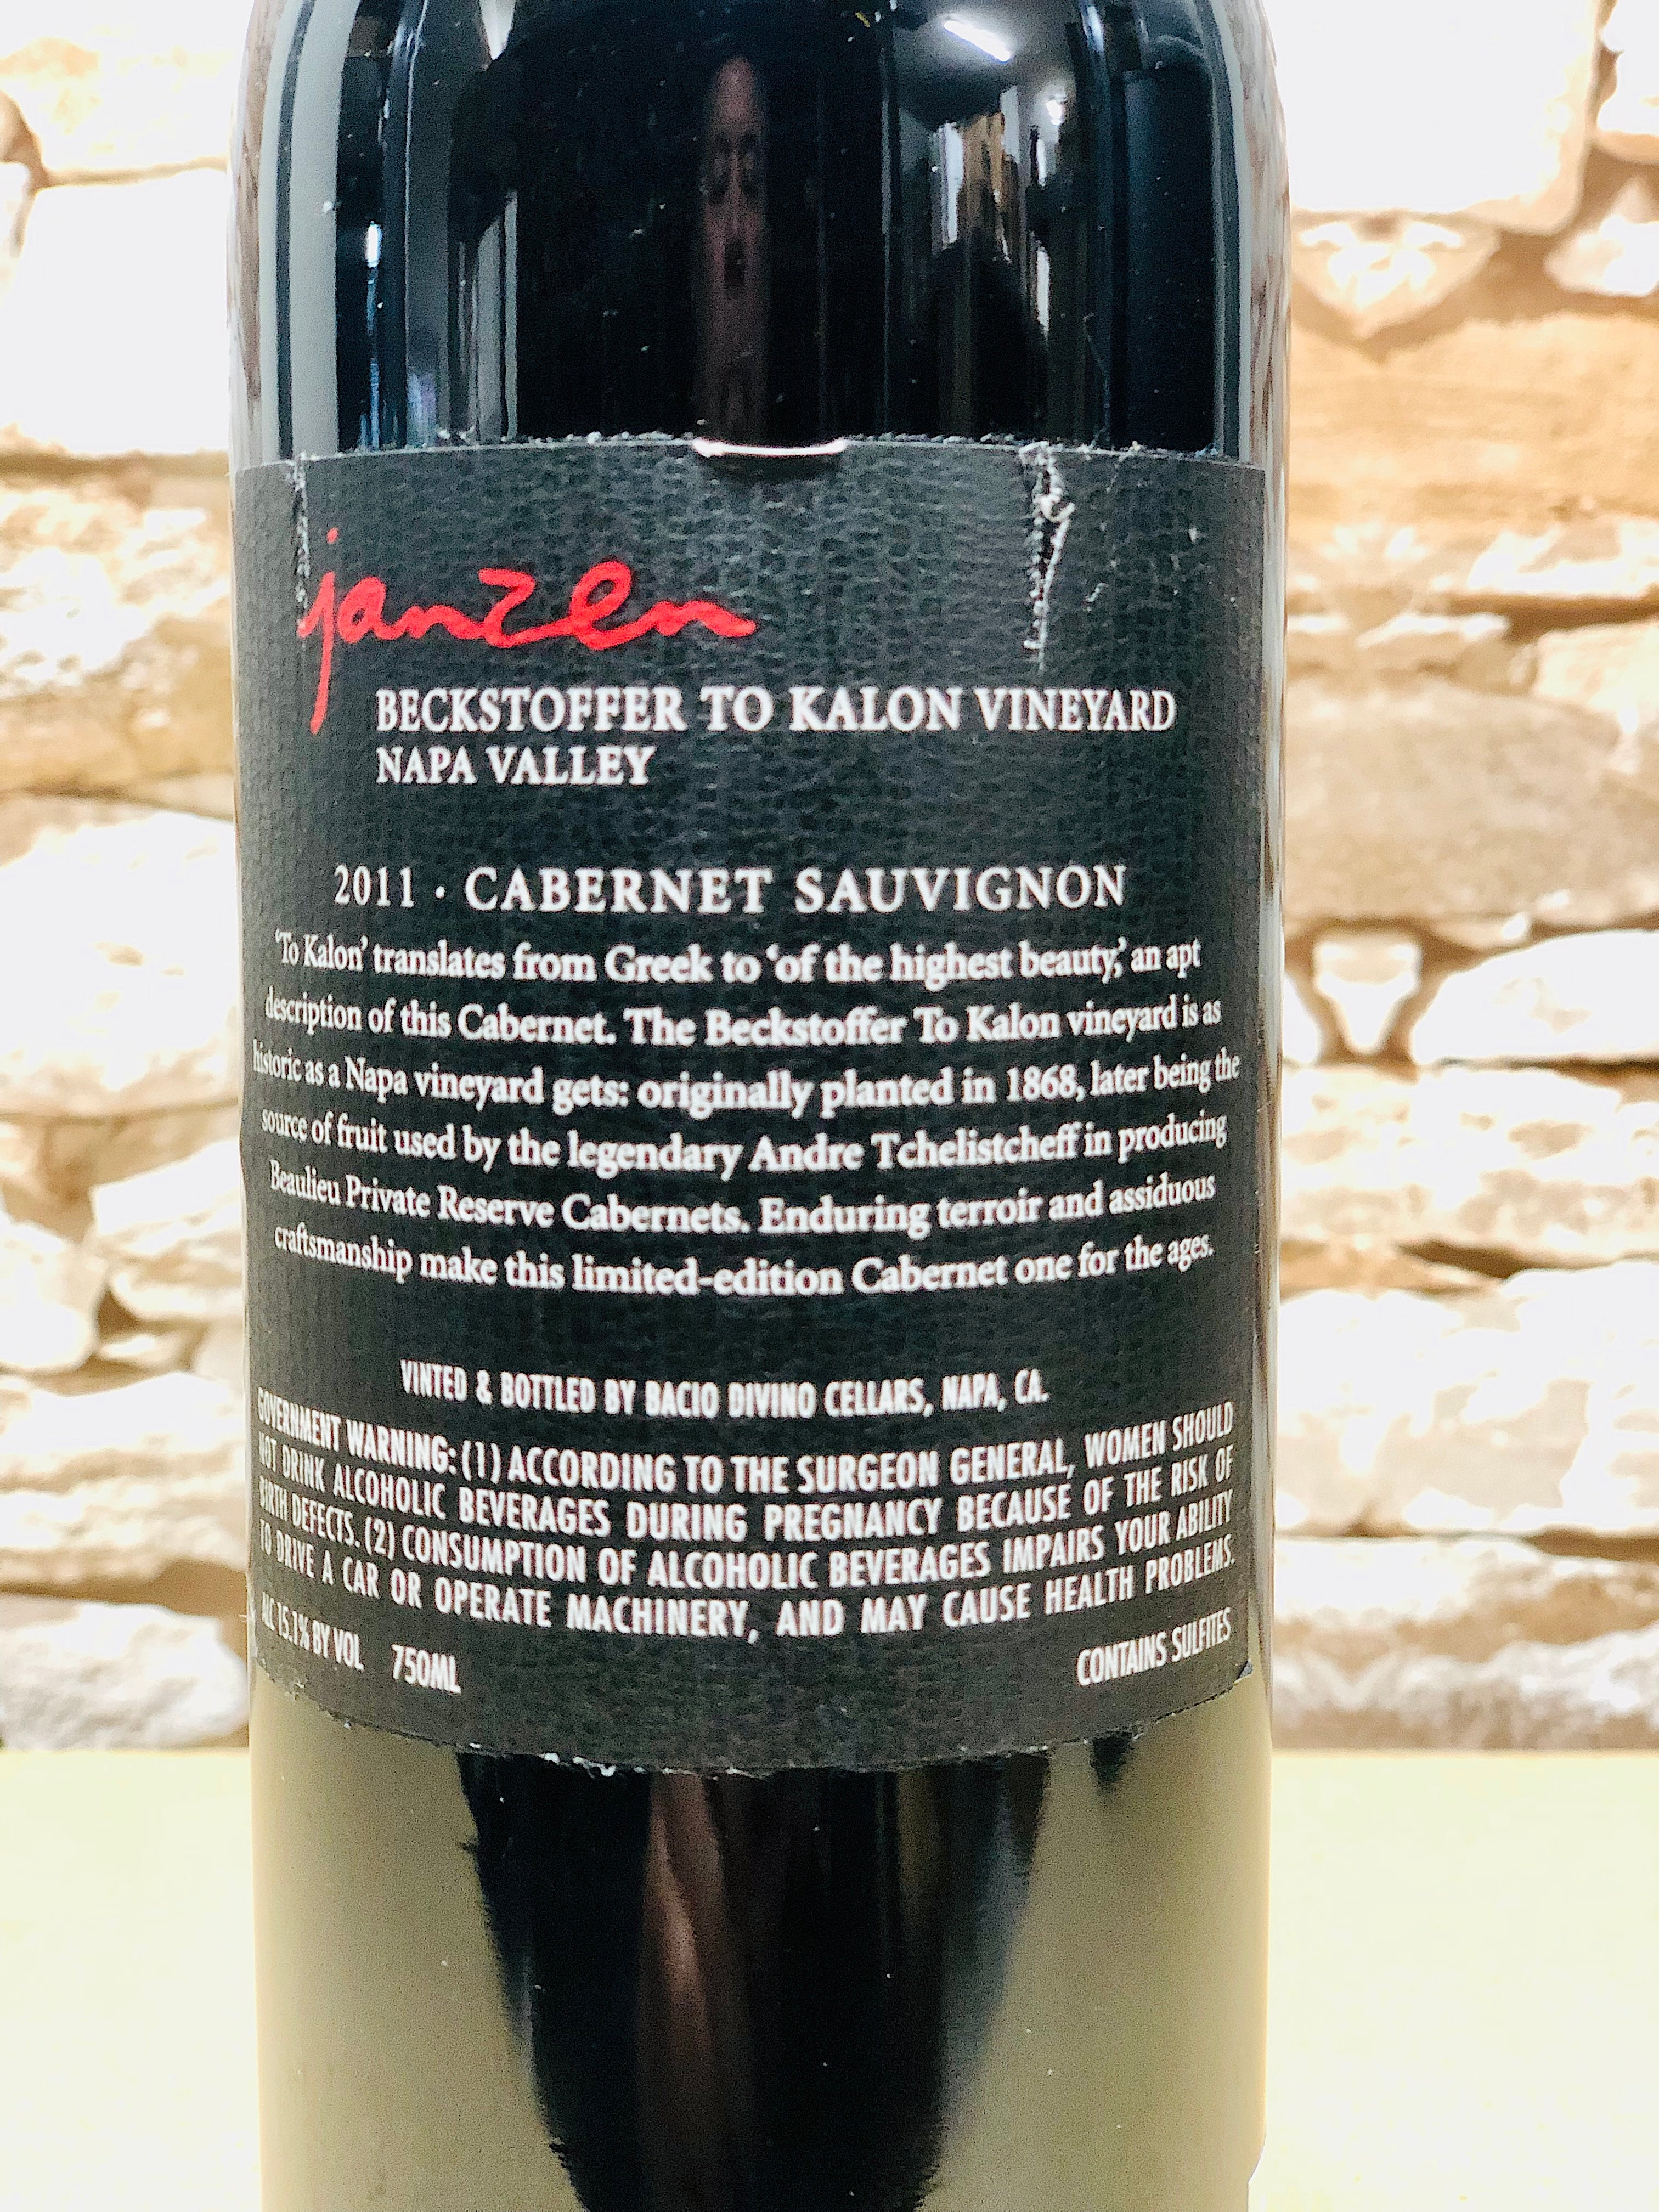 janzen
BECKSTOFFER TO KALON VINEYARD
NAPA VALLEY
2011 · CABERNET SAUVIGNON
‘To Kalon’ translates from Greek to ‘of the highest beauty,’ an apt
description of this Cabernet. The Beckstoffer To Kalon vineyard is as
historic as a Napa vineyard gets: originally planted in 1868, later being the
source of fruit used by the legendary Andre Tchelistcheff in producing
Beaulieu Private Reserve Cabernets. Enduring terroir and assiduous
craftsmanship make this limited-edition Cabernet one for the ages.
VINTED & BOTTLED BY BACIO DIVINO CELLARS, NAPA, CA.
GOVERNMENT WARNING: (1) ACCORDING TO THE SURGEON GENERAL, WOMEN SHOULD
NOT DRINK ALCOHOLIC BEVERAGES DURING PREGNANCY BECAUSE OF THE RISK OF
BIRTH DEFECTS. (2) CONSUMPTION OF ALCOHOLIC BEVERAGES IMPAIRS YOUR ABILITY
TO DRIVE A CAR OR OPERATE MACHINERY, AND MAY CAUSE HEALTH PROBLEMS.
ALC 15.1% BY VOL 750ML CONTAINS SULFITES